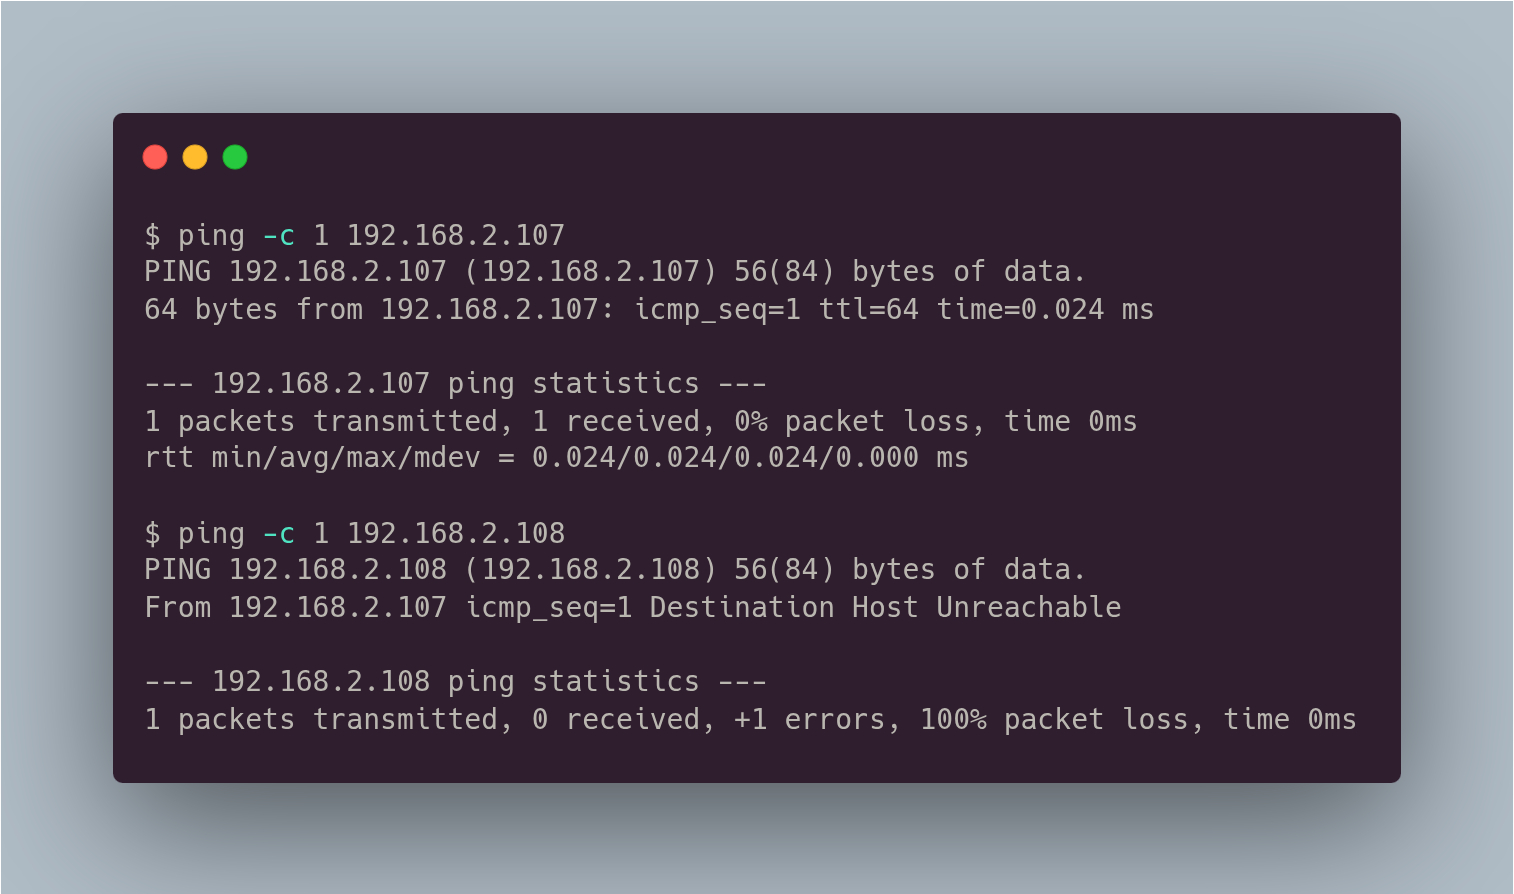 $ ping -c 1 192.168.2.107
PING 192.168.2.107 (192.168.2.107) 56(84) bytes of data.
64 bytes from 192.168.2.107: icmp_seq=1 ttl=64 time=0.024 ms

--- 192.168.2.107 ping statistics ---
1 packets transmitted, 1 received, 0% packet loss, time 0ms
rtt min/avg/max/mdev = 0.024/0.024/0.024/0.000 ms

$ ping -c 1 192.168.2.108
PING 192.168.2.108 (192.168.2.108) 56(84) bytes of data.
From 192.168.2.107 icmp_seq=1 Destination Host Unreachable

--- 192.168.2.108 ping statistics ---
1 packets transmitted, 0 received, +1 errors, 100% packet loss, time 0ms